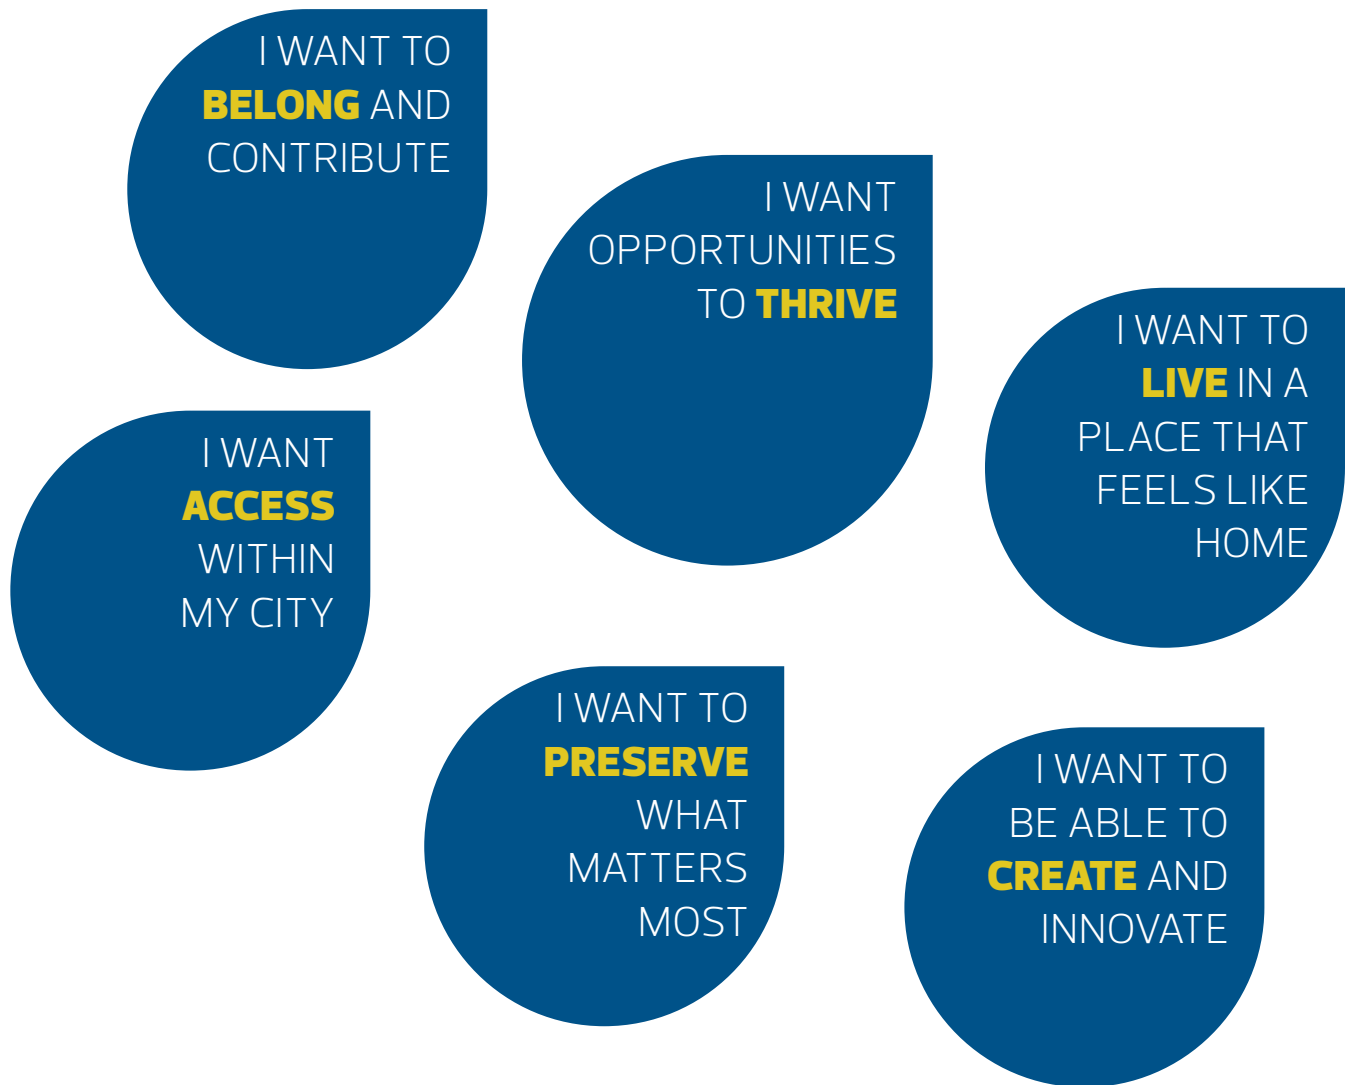 I WANT TO
BELONG AND
CONTRIBUTE
I WANT
OPPORTUNITIES
TO THRIVE
I WANT TO
LIVE IN A
PLACE THAT
FEELS LIKE
HOME
I WANT
ACCESS
WITHIN
MY CITY
I WANT TO
PRESERVE
WHAT
MATTERS
MOST
I WANT TO
BE ABLE TO
CREATE AND
INNOVATE